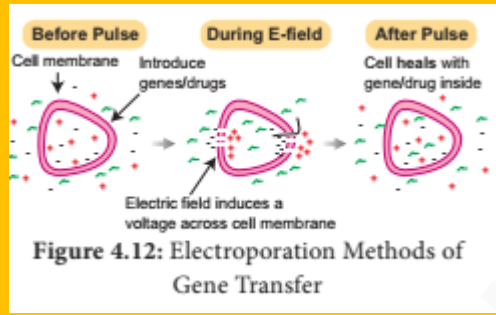 Before Pulse
During E-field
After Pulse
Cell membrane
Introduce
genes/drugs
Cell heals with
gene/drug inside
Electric field induces a
voltage across cell membrane
Figure 4.12: Electroporation Methods of
Gene Transfer